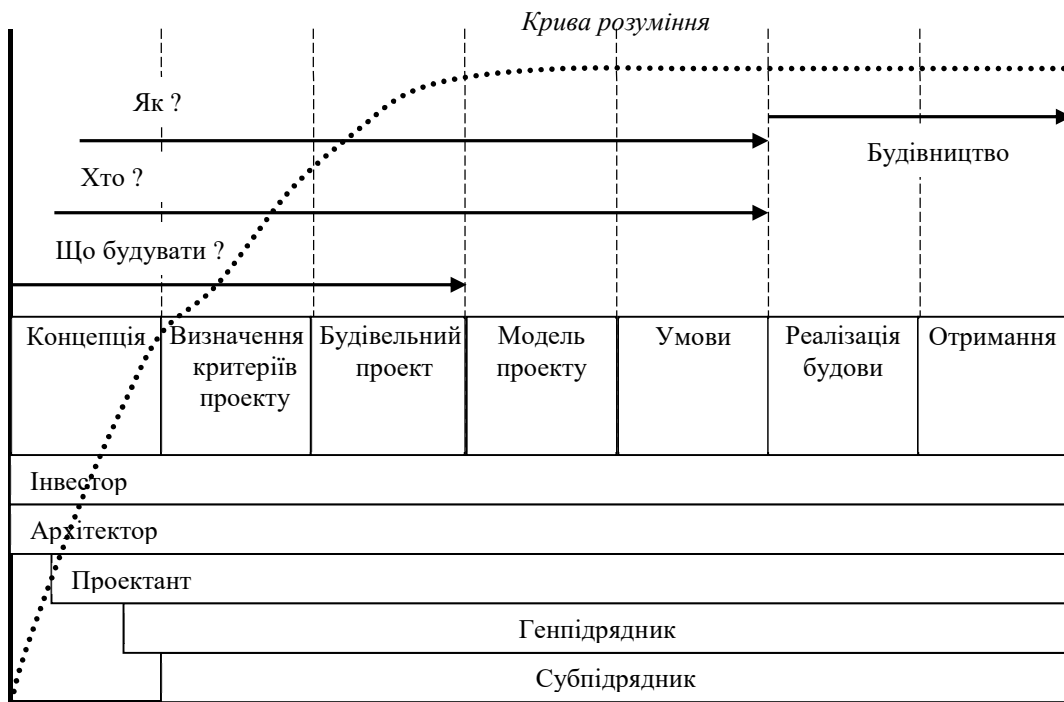 Крива розуміння
Як ?
Будівництво
Хто ?
Що будувати ?
Концепція
Визначення
критеріїв
проекту
Будівельний
проект
Модель
проекту
Умови
Реалізація
будови
Отримання
Інвестор
Архітектор
Проектант
Генпідрядник
Субпідрядник